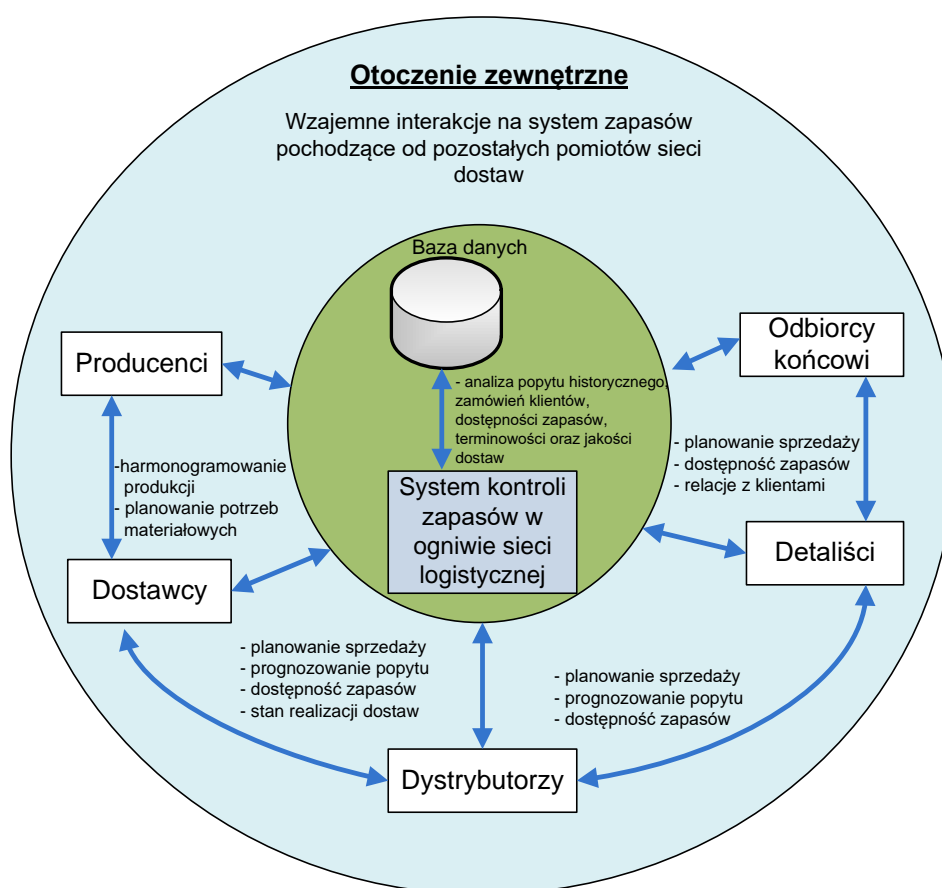 Otoczenie zewnętrzne
Wzajemne interakcje na system zapasów
pochodzące od pozostałych pomiotów sieci
dostaw
Baza danych
- analiza popytu historycznego,
zamówień klientów,
dostępności zapasów,
terminowości oraz jakości
dostaw
System kontroli
zapasów w
ogniwie sieci
logistycznej
Producenci
-harmonogramowanie
produkcji
- planowanie potrzeb
materiałowych
Dostawcy
Odbiorcy
końcowi
- planowanie sprzedaży
- dostępność zapasów
- relacje z klientami
Detaliści
- planowanie sprzedaży
- prognozowanie popytu
- dostępność zapasów
- stan realizacji dostaw
- planowanie sprzedaży
- prognozowanie popytu
- dostępność zapasów
Dystrybutorzy